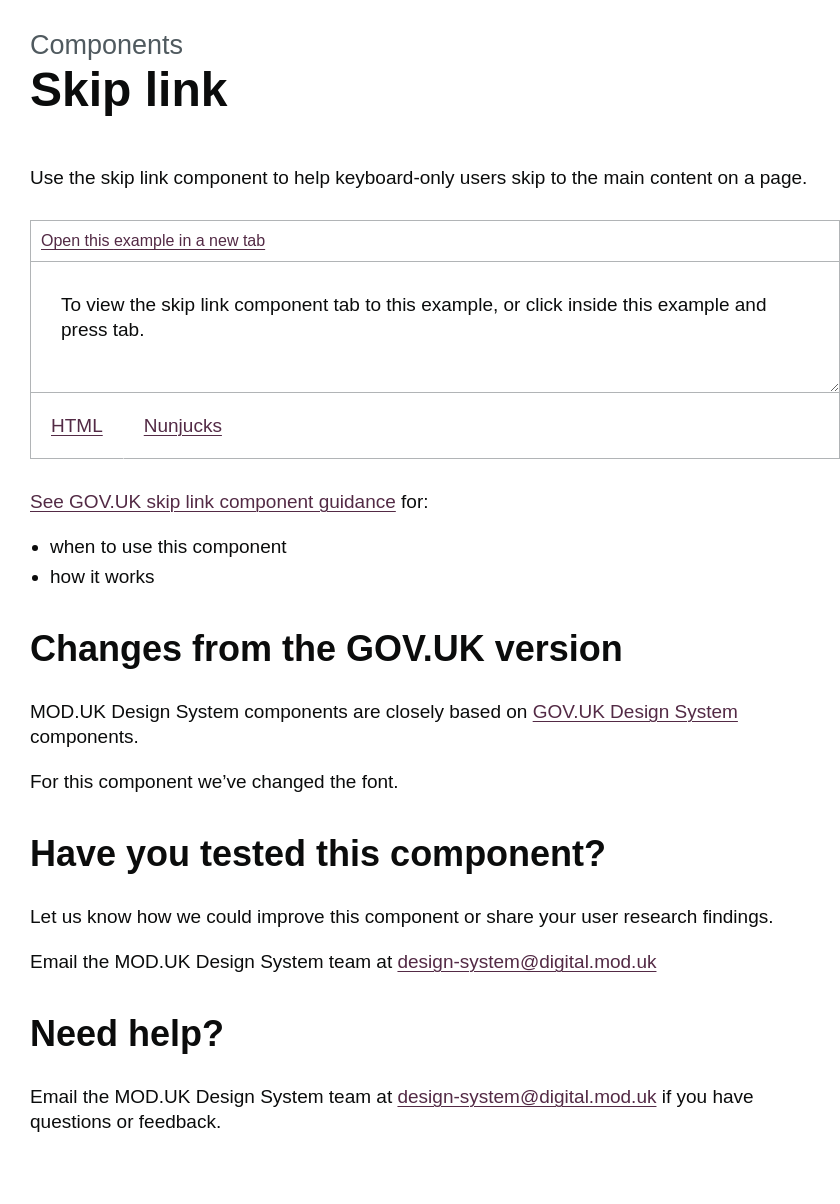 Components
Skip link
Use the skip link component to help keyboard-only users skip to the main content on a page.
Open this example in a new tab
To view the skip link component tab to this example, or click inside this example and
press tab.
HTML Nunjucks
See GOV.UK skip link component guidance for:
• when to use this component
• how it works
Changes from the GOV.UK version
MOD.UK Design System components are closely based on GOV.UK Design System
components.
For this component we’ve changed the font.
Have you tested this component?
Let us know how we could improve this component or share your user research findings.
Email the MOD.UK Design System team at design-system@digital.mod.uk
Need help?
Email the MOD.UK Design System team at design-system@digital.mod.uk if you have
questions or feedback.